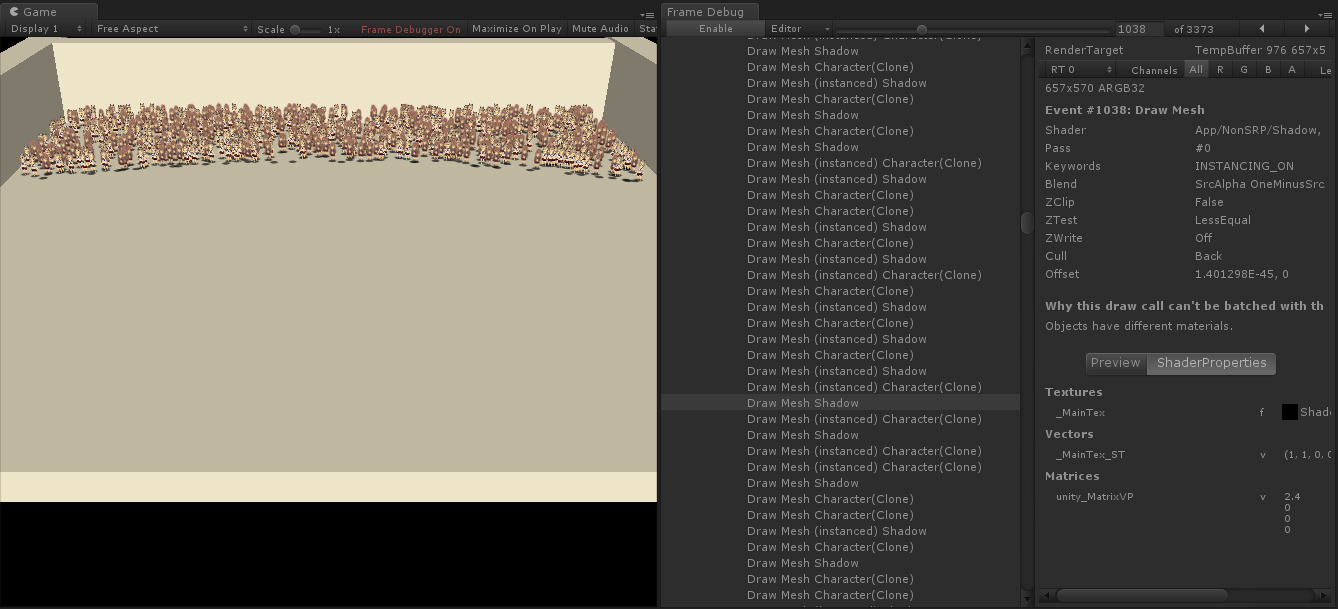 Game
Display 1
Free Aspect
Scale
1x
Frame Debugger On
Maximize On Play
Mute Audio
Sta
Frame Debug
Enable
Editor
1038
of 3373
Draw Mesh Shadow
Draw Mesh Character(Clone)
Draw Mesh (instanced) Shadow
Draw Mesh Character(Clone)
Draw Mesh Shadow
Draw Mesh Character(Clone)
Draw Mesh Shadow
Draw Mesh (instanced) Character(Clone)
Draw Mesh (instanced) Shadow
Draw Mesh Character(Clone)
Draw Mesh Character(Clone)
Draw Mesh (instanced) Shadow
Draw Mesh Character(Clone)
Draw Mesh (instanced) Shadow
Draw Mesh (instanced) Character(Clone)
Draw Mesh Character(Clone)
Draw Mesh (instanced) Shadow
Draw Mesh Character(Clone)
Draw Mesh (instanced) Shadow
Draw Mesh Character(Clone)
Draw Mesh (instanced) Shadow
Draw Mesh (instanced) Character(Clone)
Draw Mesh Shadow
Draw Mesh (instanced) Character(Clone)
Draw Mesh Shadow
Draw Mesh (instanced) Character(Clone)
Draw Mesh (instanced) Character(Clone)
Draw Mesh Shadow
Draw Mesh Character(Clone)
Draw Mesh Character(Clone)
Draw Mesh (instanced) Shadow
Draw Mesh Character(Clone)
Draw Mesh Shadow
Draw Mesh Character(Clone)
Draw Mesh Character(Clone)
RenderTarget TempBuffer 976 657x5
RT 0 Channels All R G B A Le
657x570 ARGB32
Event #1038: Draw Mesh
Shader App/NonSRP/Shadow,
Pass #0
Keywords INSTANCING_ON
Blend SrcAlpha OneMinusSrc
ZClip False
ZTest LessEqual
ZWrite Off
Cull Back
Offset 1.401298E-45, 0
Why this draw call can't be batched with th
Objects have different materials.
Preview ShaderProperties
Textures
_MainTex f Shado
Vectors
_MainTex_ST v (1, 1, 0, 0
Matrices
unity_MatrixVP v 2.4
0
0
0